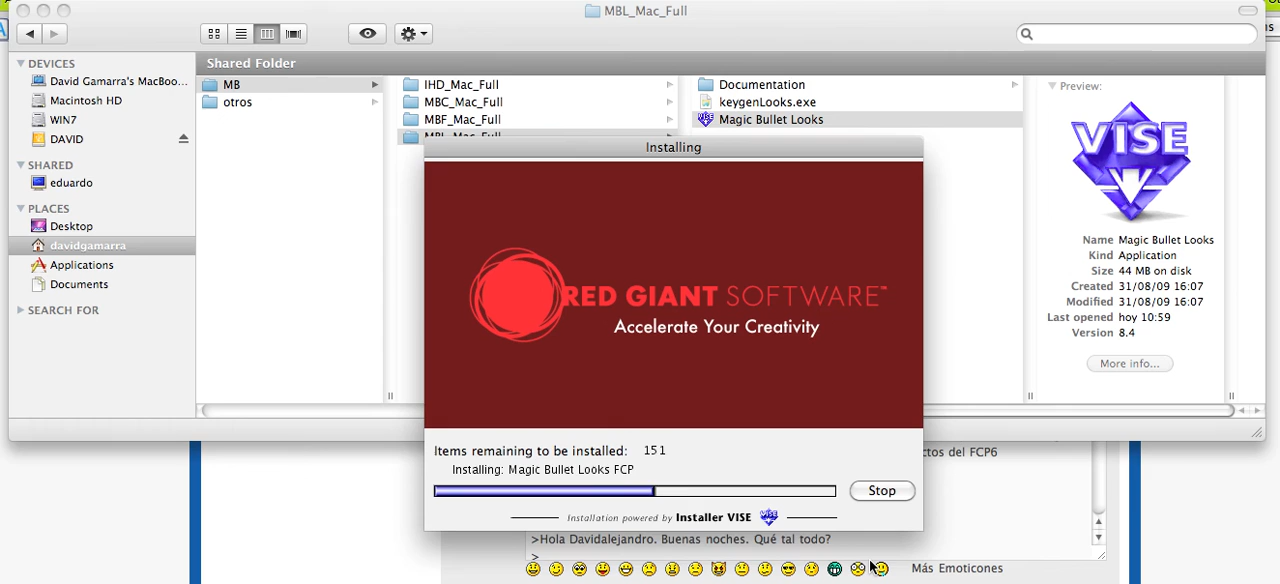 MBL_Mac_Full
Shared Folder
DEVICES
David Gamarra's MacBoo...
Macintosh HD
WIN7
DAVID
SHARED
eduardo
PLACES
Desktop
davidgamarra
Applications
Documents
SEARCH FOR
MB
otros
IHD_Mac_Full
MBC_Mac_Full
MBF_Mac_Full
MBL_Mac_Full
Documentation
keygenLooks.exe
Magic Bullet Looks
Preview:
VISE
Name Magic Bullet Looks
Kind Application
Size 44 MB on disk
Created 31/08/09 16:07
Modified 31/08/09 16:07
Last opened hoy 10:59
Version 8.4
More info...
Installing
RED GIANT SOFTWARE™
Accelerate Your Creativity
Items remaining to be installed: 151
Installing: Magic Bullet Looks FCP
Stop
Installation powered by Installer VISE
ctos del FCP6
>Hola Davidalejandro. Buenas noches. Qué tal todo?
>
Más Emoticones